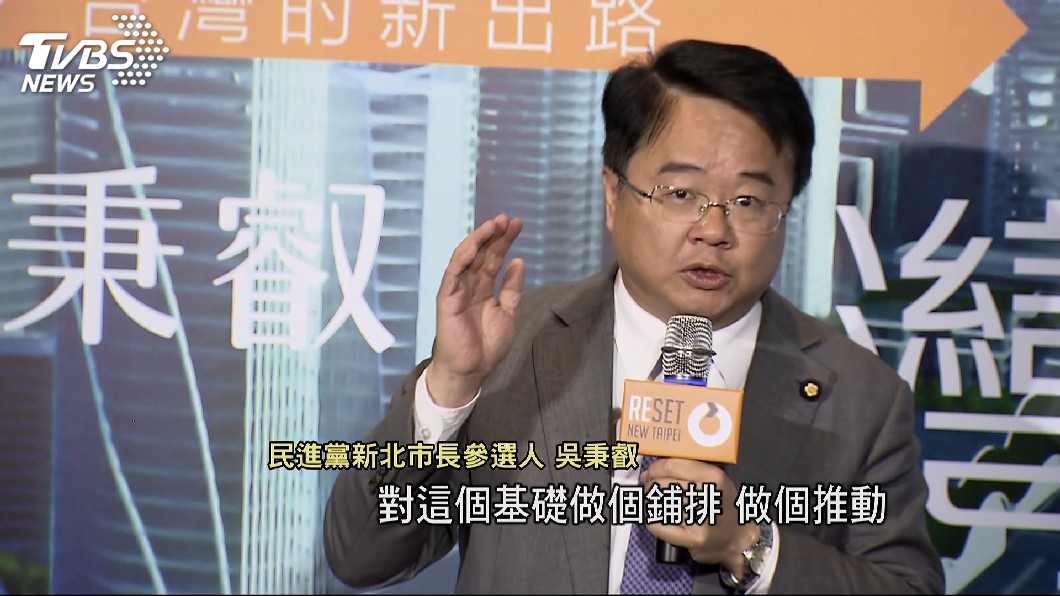 台灣的新出路
TVBS
NEWS
秉叡
RESET
NEW TAIPEI
民進黨新北市長參選人 吳秉叡
對這個基礎做個鋪排 做個推動